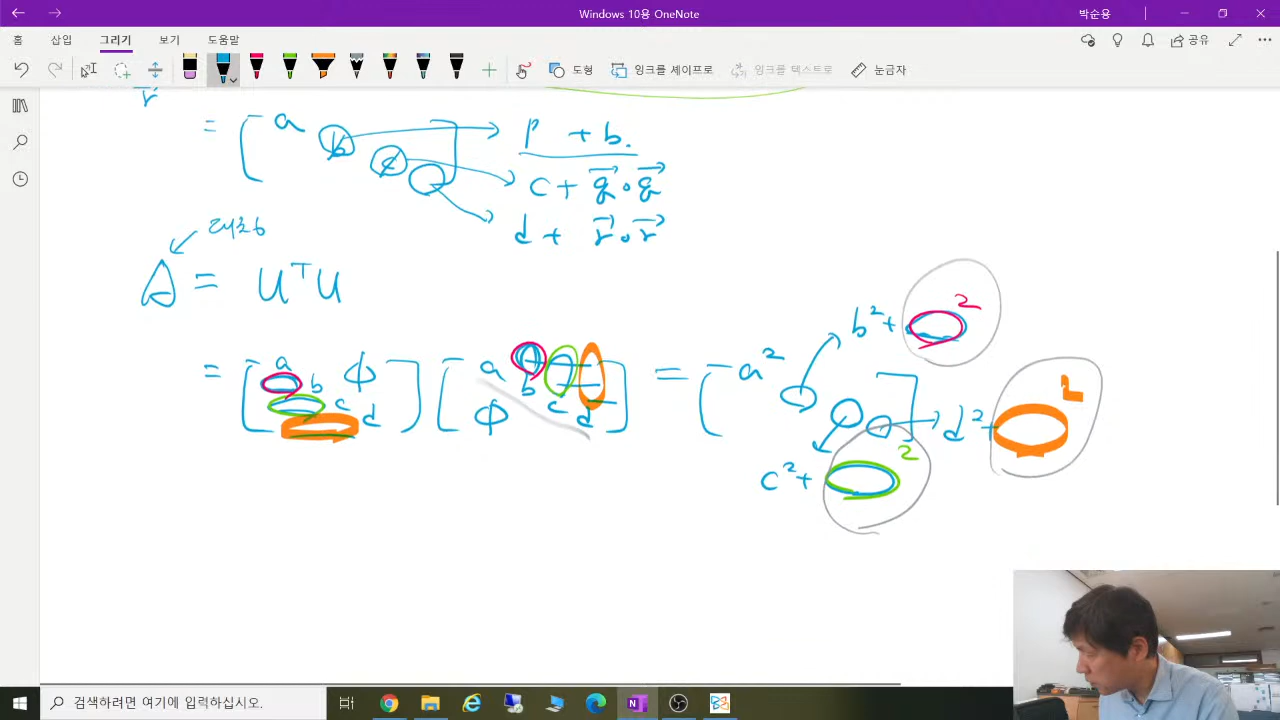 Windows 10용 OneNote
박순용
홈 삽입 그리기 보기 도움말
공유
도형
잉크를 셰이프로
잉크를 텍스트로
눈금자
r
= [ a b c ]
p + b.
c + q∘q
d + r∘r
A = UᵀU
= [ a b c d ϕ ] [ a b c d ϕ ] = [ a² ]
b² + ²
c² + ²
d² + ²
검색하려면 여기에 입력하십시오.